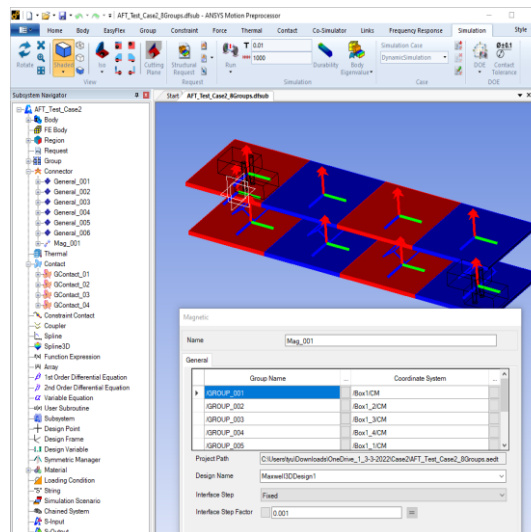 AFT_Test_Case2_8Groups.dfhub - ANSYS Motion Preprocessor
Home Body EasyFlex Group Constraint Force Thermal Contact Co-Simulator Links Frequency Response Simulation Style
Rotate
Shaded
Iso
Cutting Plane
View
Structural Request
Request
Run
T 0.01
1000
Simulation
Durability
Body Eigenvalue
Simulation Case
DynamicSimulation
Case
DOE
0±0.1
Contact Tolerance
DOE
Subsystem Navigator
Start AFT_Test_Case2_8Groups.dfhub
AFT_Test_Case2
Body
FE Body
Region
Request
Group
Connector
General_001
General_002
General_003
General_004
General_005
General_006
Mag_001
Thermal
Contact
GContact_01
GContact_02
GContact_03
GContact_04
Constraint Contact
Coupler
Spline
Spline3D
Function Expression
Array
1st Order Differential Equation
2nd Order Differential Equation
Variable Equation
User Subroutine
Subsystem
Design Point
Design Frame
Design Variable
Symmetric Manager
Material
Loading Condition
String
Simulation Scenario
Chained System
S-Input
S-Output
Magnetic
Name Mag_001
General
Group Name ... Coordinate System ...
/GROUP_001 /Box1/CM
/GROUP_002 /Box1_2/CM
/GROUP_003 /Box1_3/CM
/GROUP_004 /Box1_4/CM
/GROUP_005 /Box1_1/CM
Project Path C:\Users\tyu\Downloads\OneDrive_1_3-3-2022\Case2\AFT_Test_Case2_8Groups.aedt
Design Name Maxwell3DDesign1
Interface Step Fixed
Interface Step Factor 0.001 =